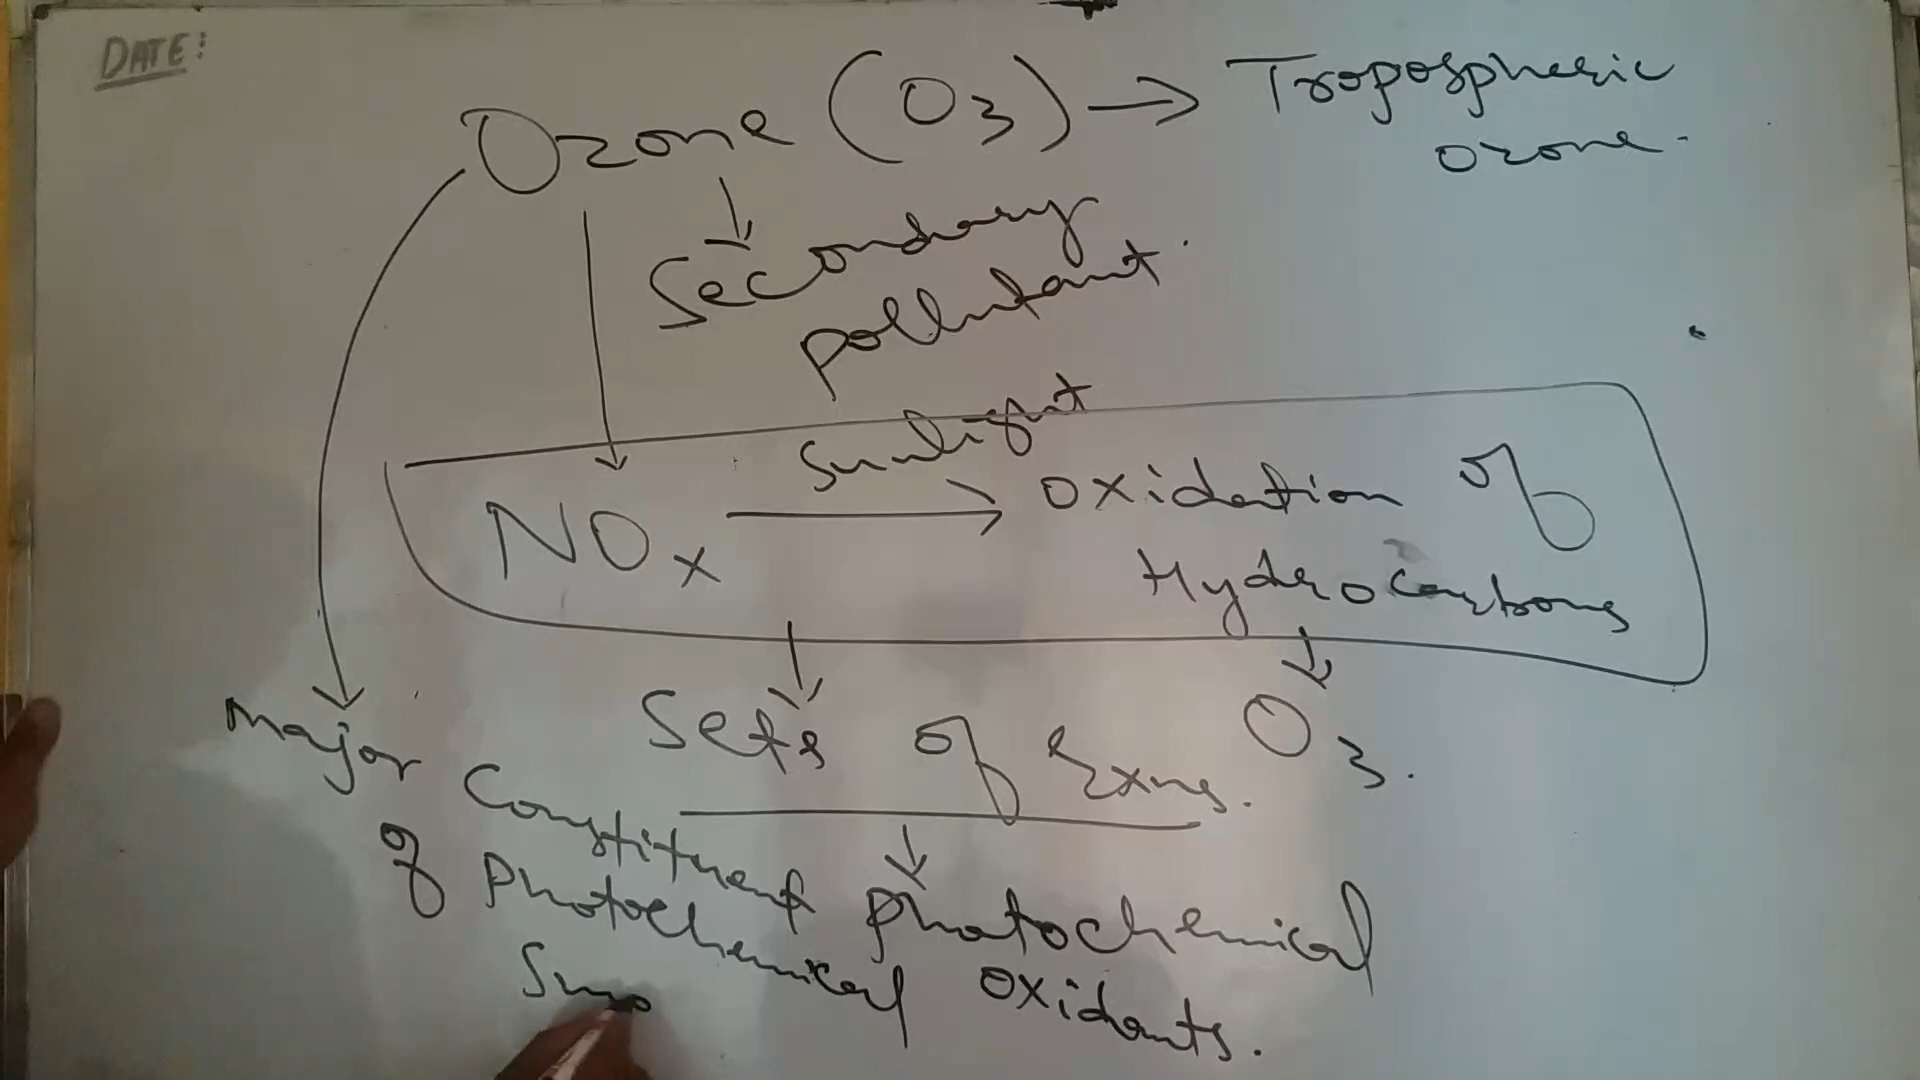 DATE:
Ozone (O3) → Tropospheric
ozone.
Secondary
pollutant.
Sunlight
NOx → oxidation of
Hydrocarbons
O3.
Sets of Rxns.
Major Constituent
of Photochemical
Smo
Photochemical
oxidants.